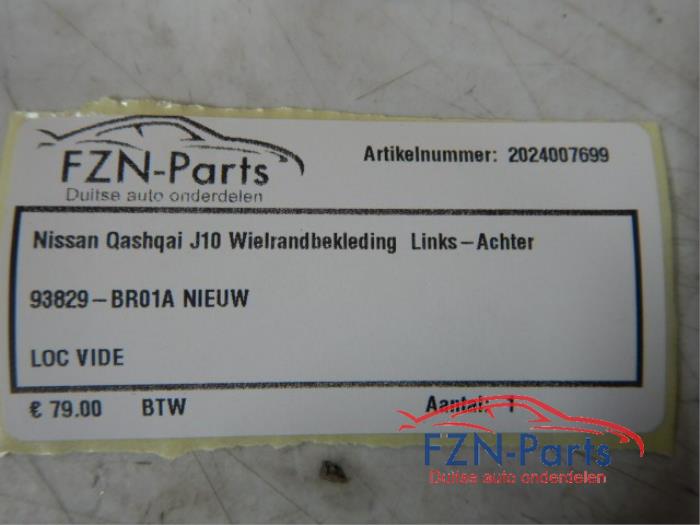 FZN-Parts
Duitse auto onderdelen
Artikelnummer: 2024007699
Nissan Qashqai J10 Wielrandbekleding Links-Achter
93829-BR01A NIEUW
LOC VIDE
€ 79.00 BTW Aantal: 1
FZN-Parts
Duitse auto onderdelen